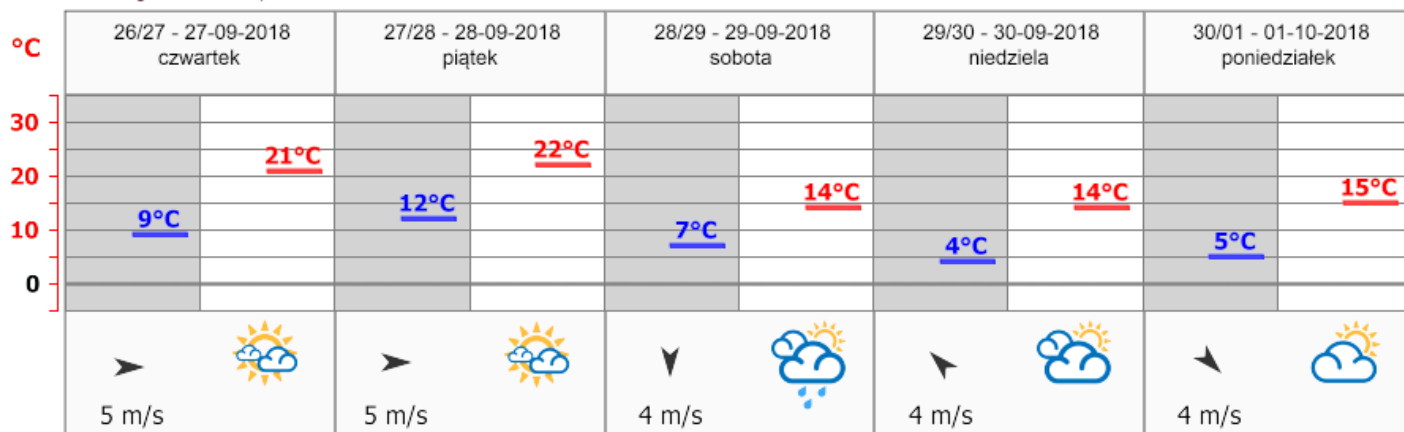 °C
26/27 - 27-09-2018
czwartek
27/28 - 28-09-2018
piątek
28/29 - 29-09-2018
sobota
29/30 - 30-09-2018
niedziela
30/01 - 01-10-2018
poniedziałek
30
20
10
0
9°C
21°C
12°C
22°C
7°C
14°C
4°C
14°C
5°C
15°C
5 m/s
5 m/s
4 m/s
4 m/s
4 m/s